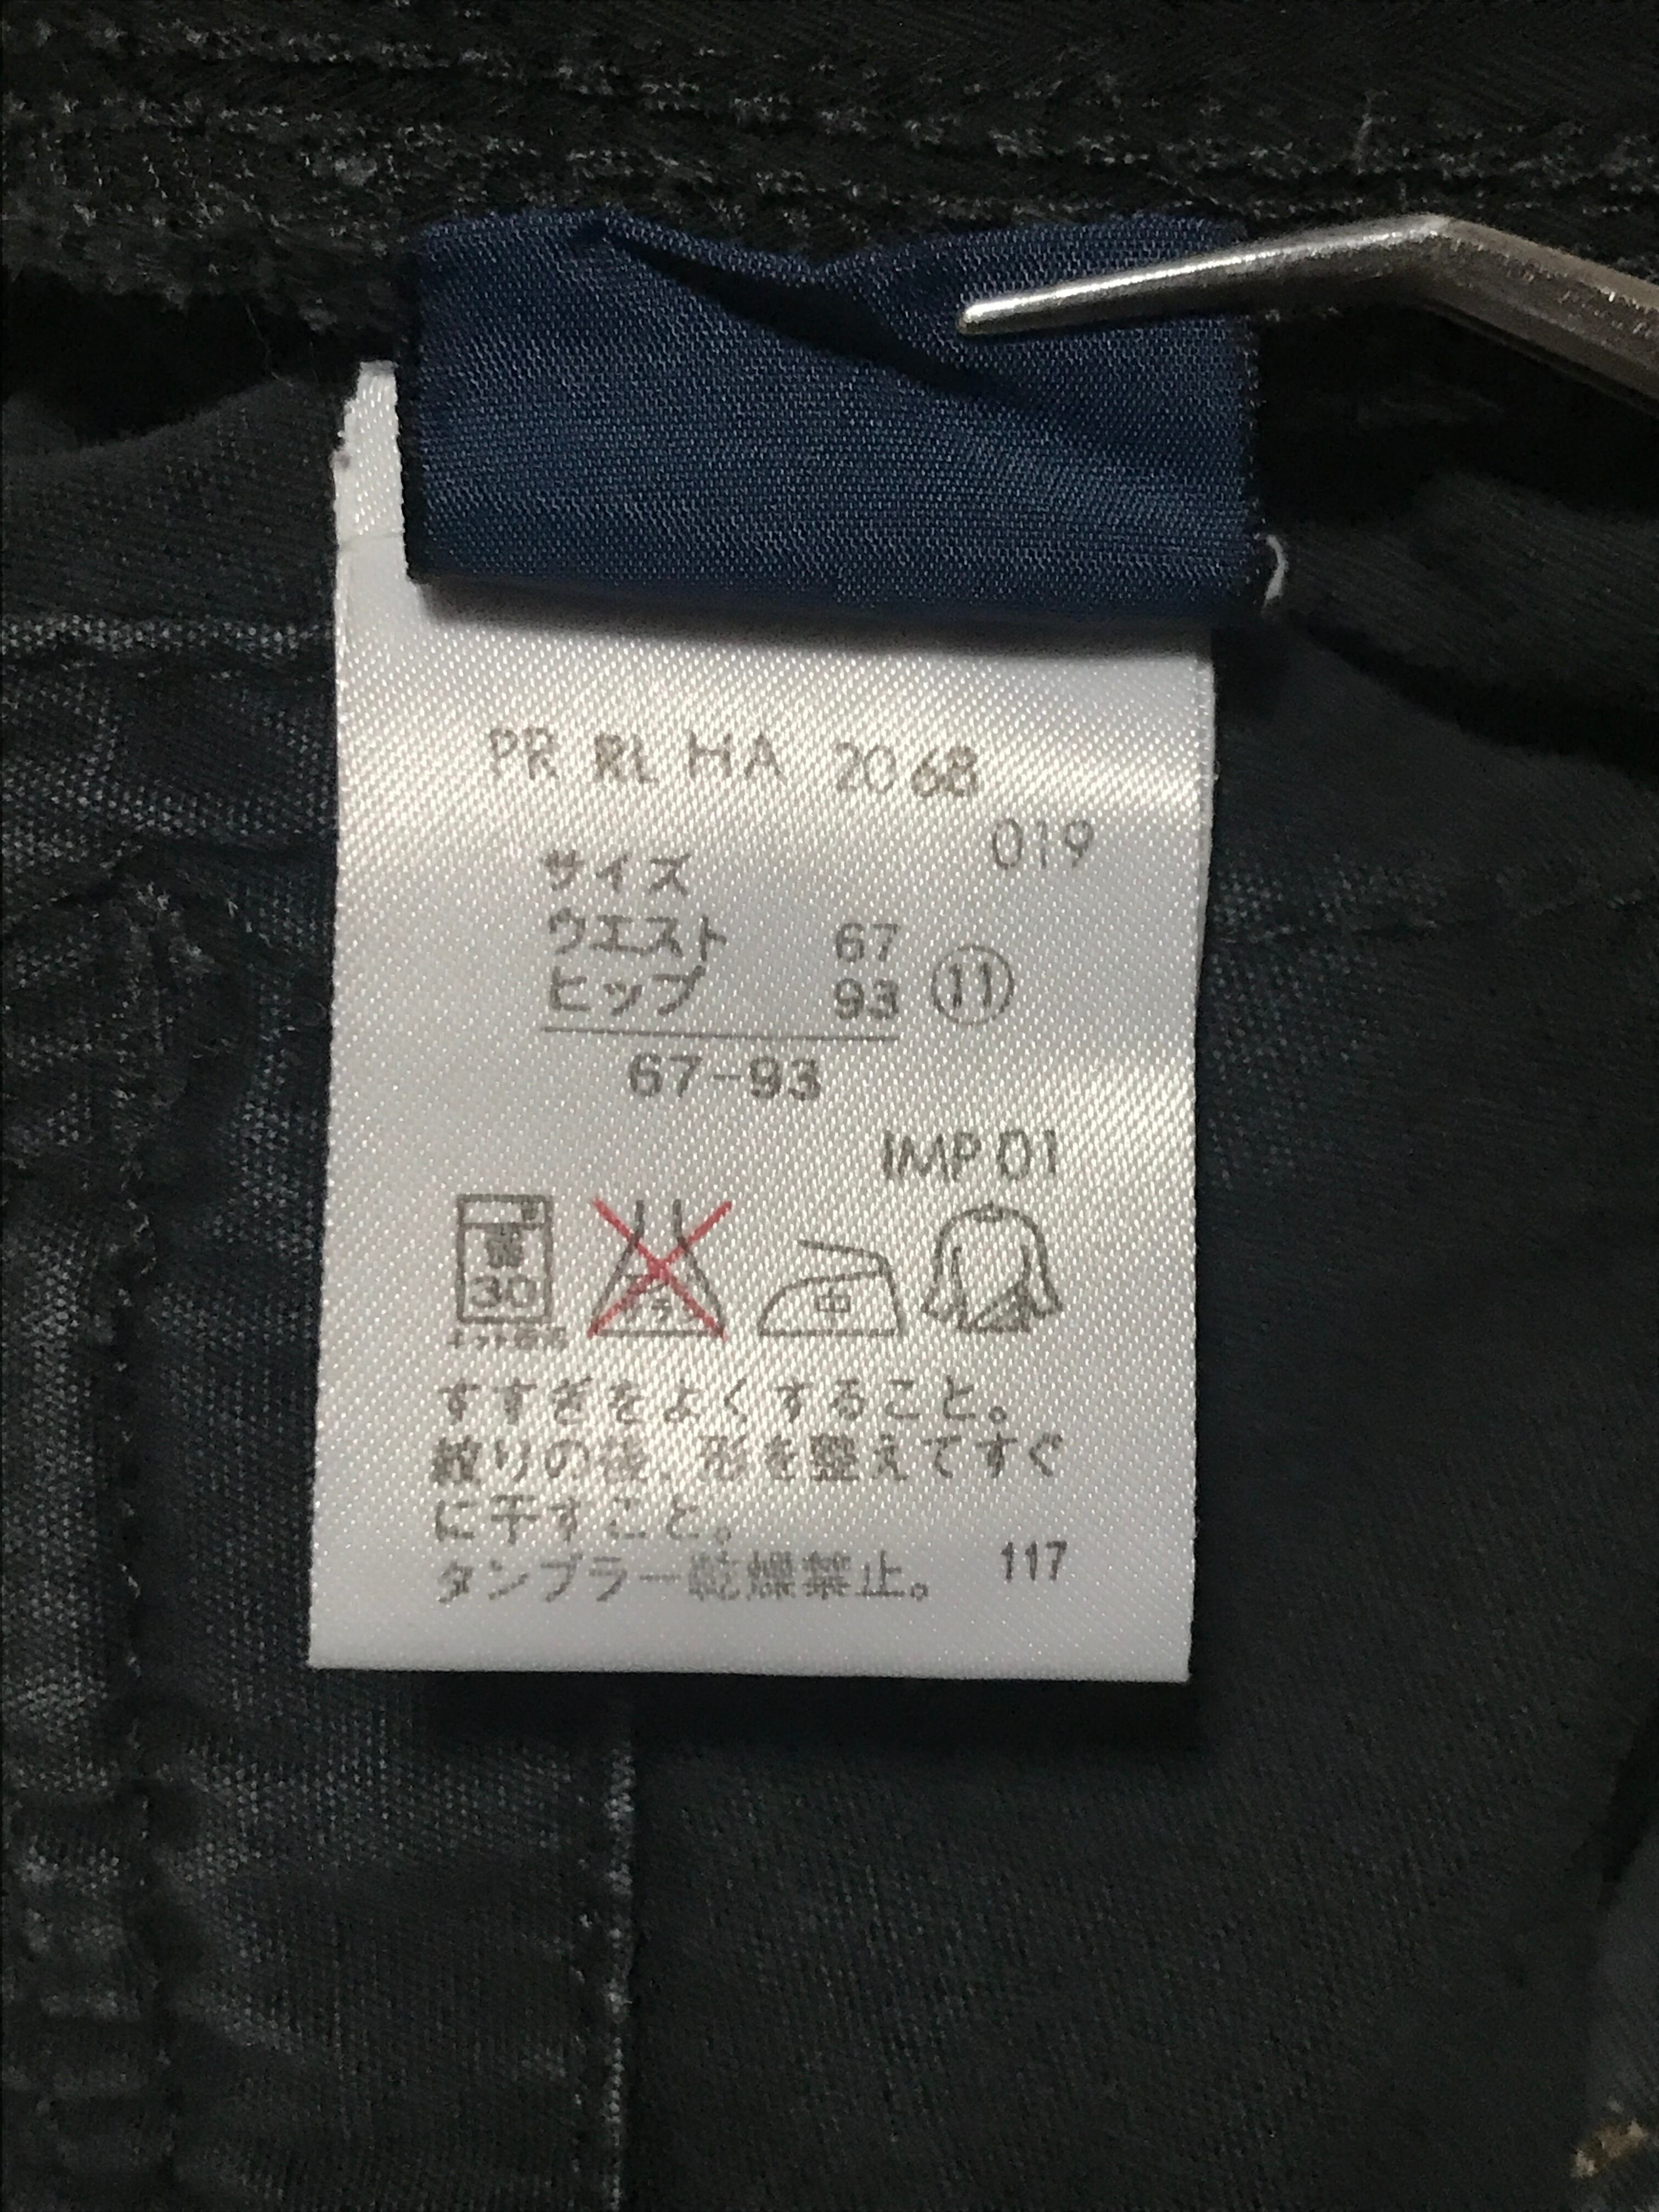 PR RL HA 2068
019
サイズ
ウエスト 67
ヒップ 93 ⑪
67-93
IMP 01
30
中
すすぎをよくすること。
絞りの後、形を整えてすぐ
に干すこと。
タンブラー乾燥禁止。 117